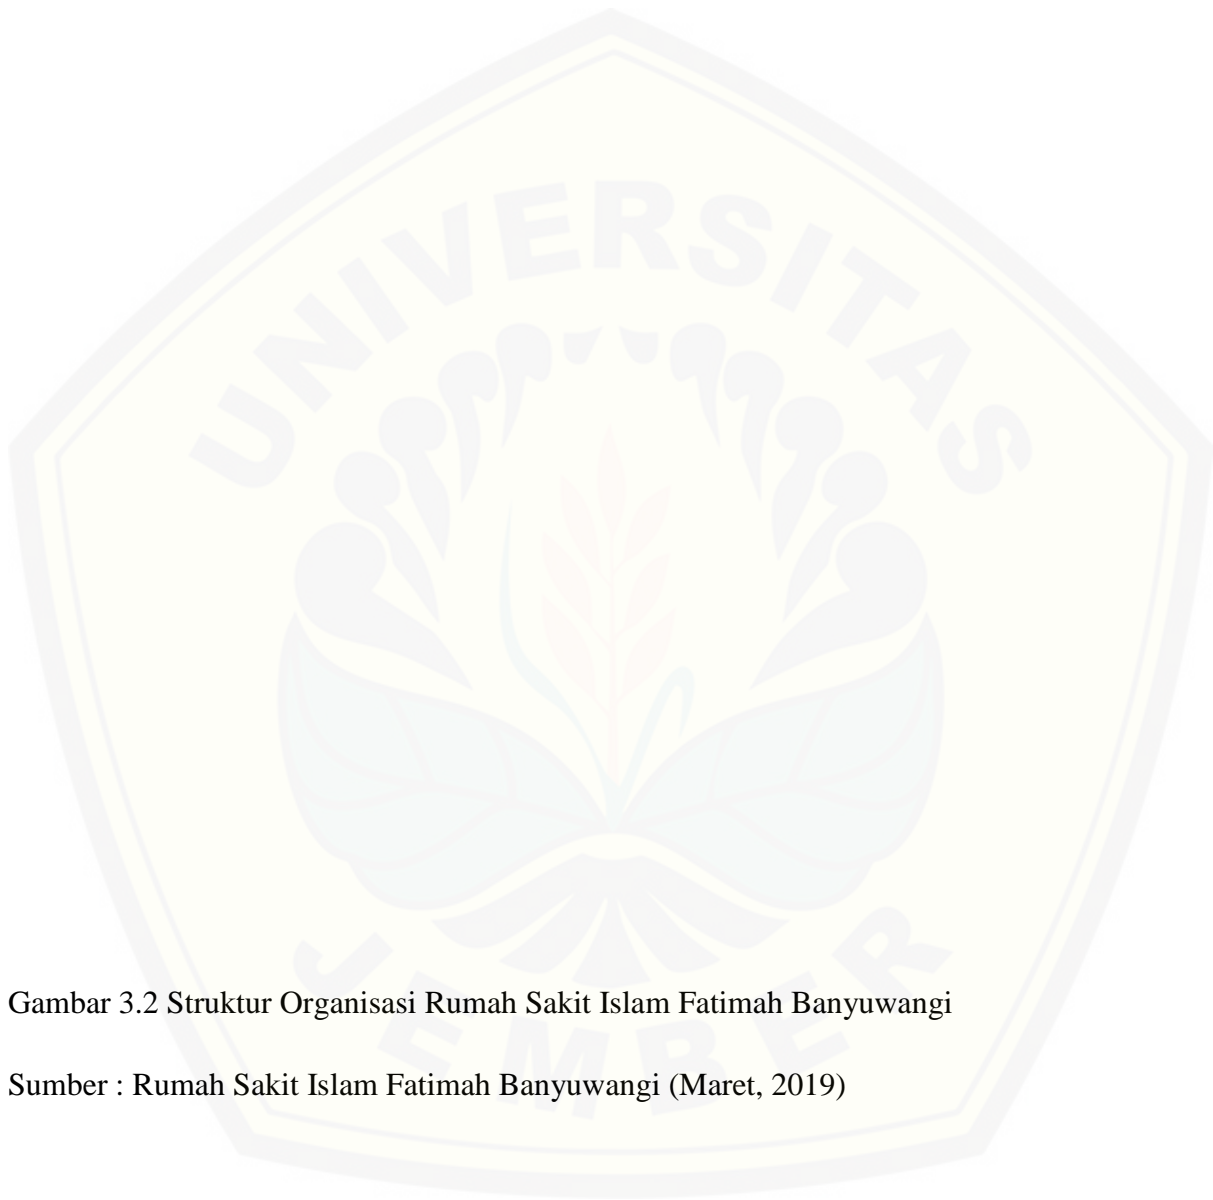 UNIVERSITAS
Gambar 3.2 Struktur Organisasi Rumah Sakit Islam Fatimah Banyuwangi
JEMBER
Sumber : Rumah Sakit Islam Fatimah Banyuwangi (Maret, 2019)